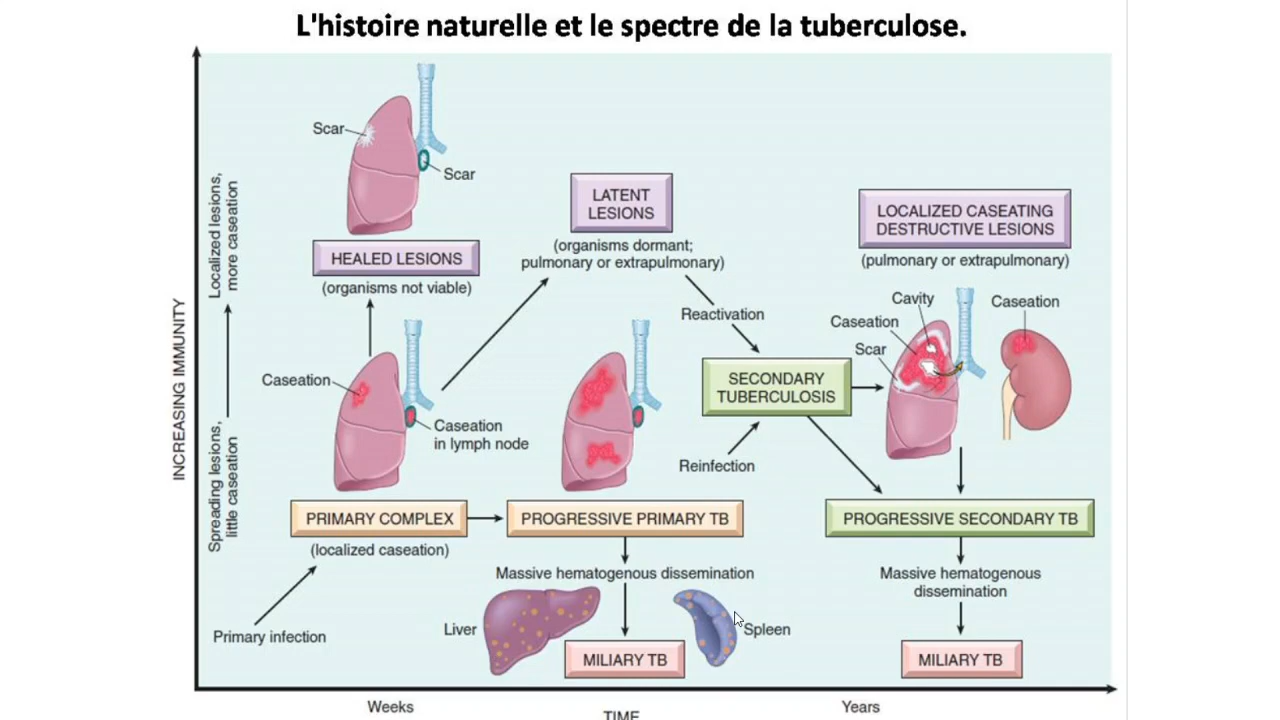 L'histoire naturelle et le spectre de la tuberculose.
INCREASING IMMUNITY
Localized lesions,
more caseation
Spreading lesions,
little caseation
Scar
Scar
HEALED LESIONS
(organisms not viable)
Caseation
Caseation
in lymph node
PRIMARY COMPLEX
(localized caseation)
Primary infection
LATENT
LESIONS
(organisms dormant;
pulmonary or extrapulmonary)
Reactivation
SECONDARY
TUBERCULOSIS
Reinfection
PROGRESSIVE PRIMARY TB
Massive hematogenous dissemination
Liver
Spleen
MILIARY TB
LOCALIZED CASEATING
DESTRUCTIVE LESIONS
(pulmonary or extrapulmonary)
Cavity
Caseation
Caseation
Scar
PROGRESSIVE SECONDARY TB
Massive hematogenous
dissemination
MILIARY TB
Weeks
TIME
Years